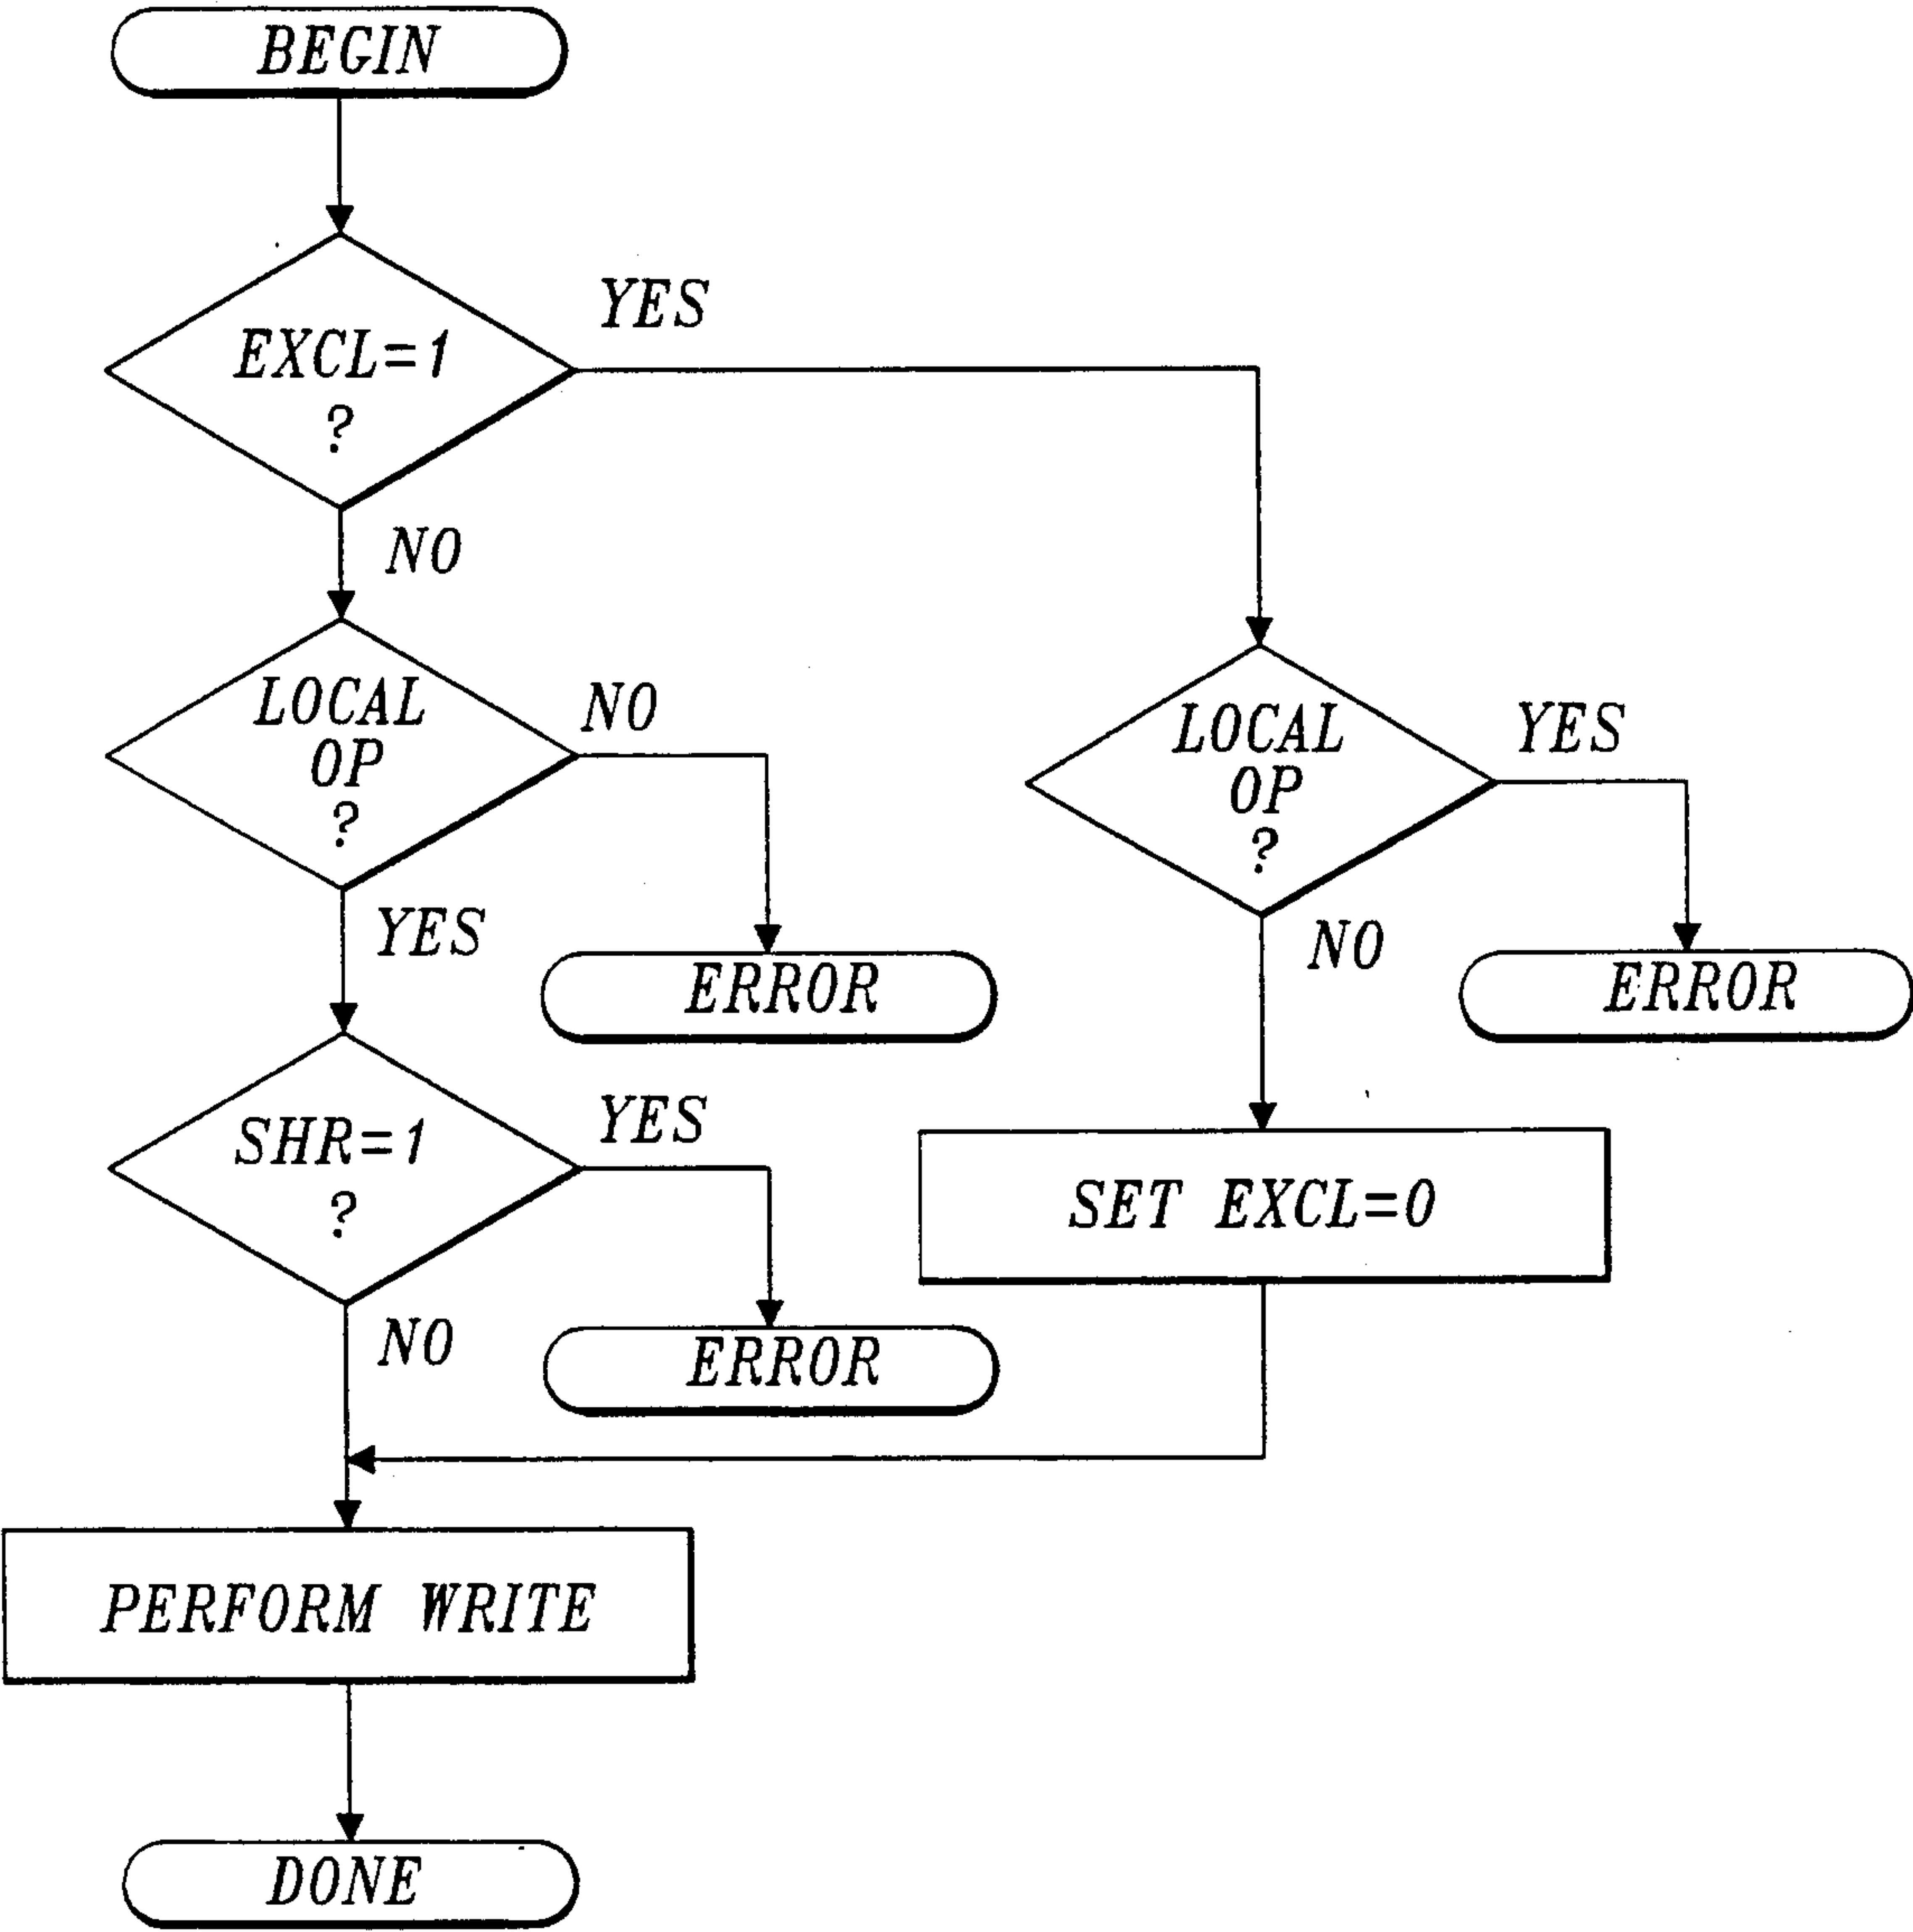 BEGIN
EXCL=1
?
YES
NO
LOCAL
OP
?
NO
YES
LOCAL
OP
?
YES
NO
ERROR
ERROR
SHR=1
?
YES
NO
ERROR
SET EXCL=0
PERFORM WRITE
DONE